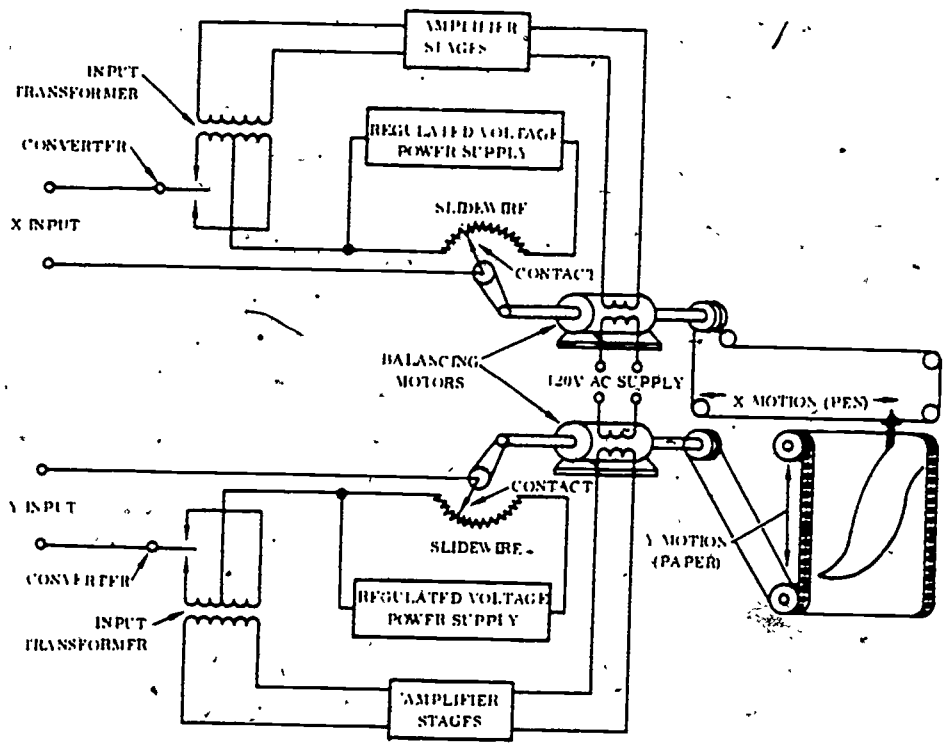 AMPLIFIER
STAGES
INPUT
TRANSFORMER
REGULATED VOLTAGE
POWER SUPPLY
CONVERTER
SLIDEWIRE
X INPUT
CONTACT
BALANCING
MOTORS
120V AC SUPPLY
X MOTION (PEN)
Y INPUT
CONTACT
SLIDEWIRE
Y MOTION
(PAPER)
CONVERTER
REGULATED VOLTAGE
POWER SUPPLY
INPUT
TRANSFORMER
AMPLIFIER
STAGES